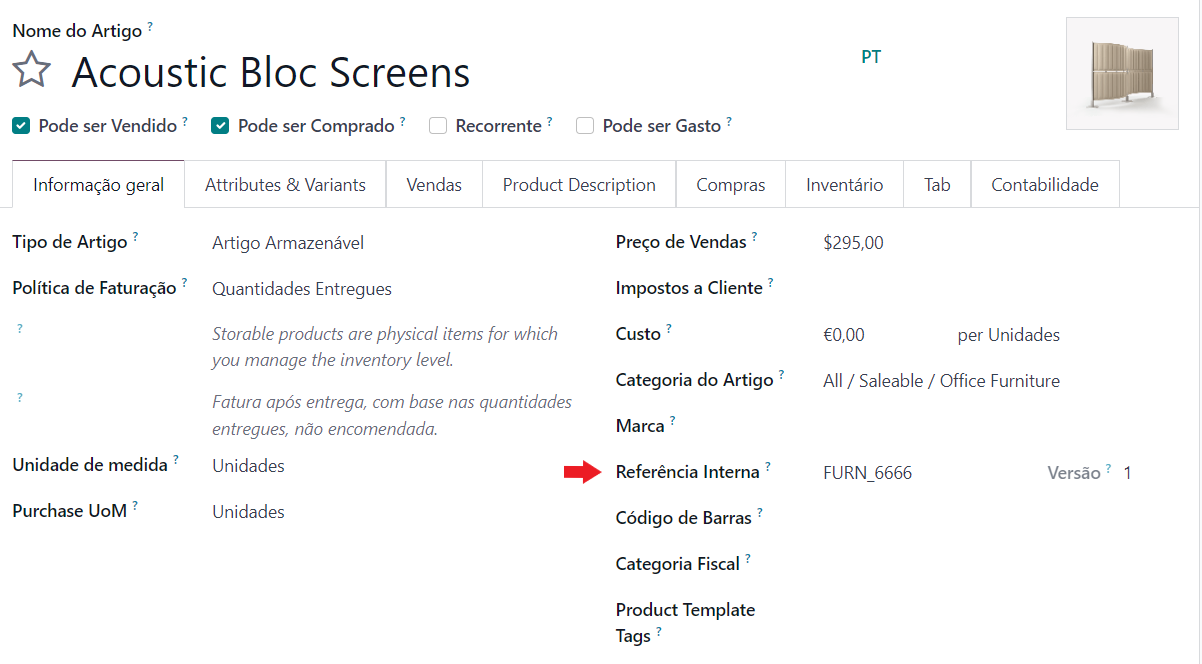 Nome do Artigo ?
Acoustic Bloc Screens
PT
Pode ser Vendido ? Pode ser Comprado ? Recorrente ? Pode ser Gasto ?
Informação geral Attributes & Variants Vendas Product Description Compras Inventário Tab Contabilidade
Tipo de Artigo ? Artigo Armazenável
Política de Faturação ? Quantidades Entregues
? Storable products are physical items for which
you manage the inventory level.
? Fatura após entrega, com base nas quantidades
entregues, não encomendada.
Unidade de medida ? Unidades
Purchase UoM ? Unidades
Preço de Vendas ? $295,00
Impostos a Cliente ?
Custo ? €0,00 per Unidades
Categoria do Artigo ? All / Saleable / Office Furniture
Marca ?
Referência Interna ? FURN_6666 Versão ? 1
Código de Barras ?
Categoria Fiscal ?
Product Template
Tags ?